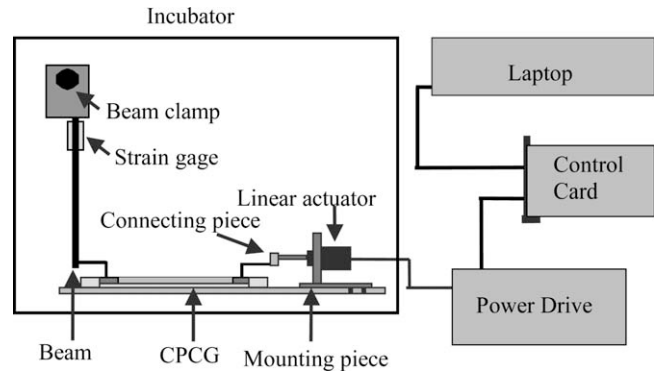 Incubator
Laptop
Beam clamp
Strain gage
Control
Card
Linear actuator
Connecting piece
Power Drive
Beam
CPCG
Mounting piece